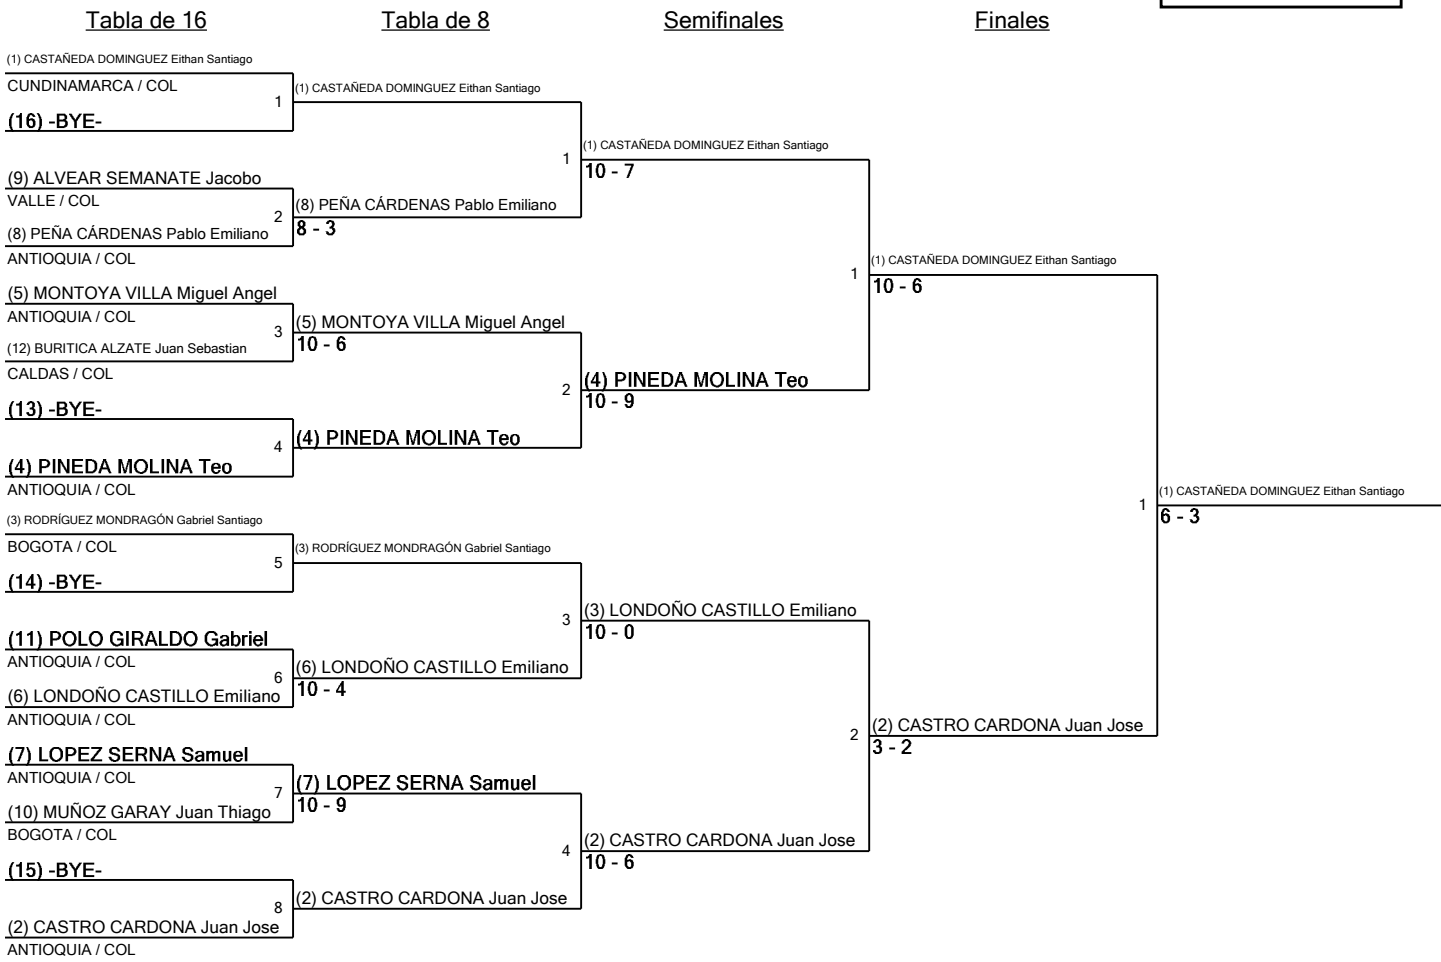 Tabla de 16
Tabla de 8
Semifinales
Finales
(1) CASTAÑEDA DOMINGUEZ Eithan Santiago
CUNDINAMARCA / COL
1
(16) -BYE-
(9) ALVEAR SEMANATE Jacobo
VALLE / COL
2
(8) PEÑA CÁRDENAS Pablo Emiliano
ANTIOQUIA / COL
(5) MONTOYA VILLA Miguel Angel
ANTIOQUIA / COL
3
(12) BURITICA ALZATE Juan Sebastian
CALDAS / COL
(13) -BYE-
4
(4) PINEDA MOLINA Teo
ANTIOQUIA / COL
(3) RODRÍGUEZ MONDRAGÓN Gabriel Santiago
BOGOTA / COL
5
(14) -BYE-
(11) POLO GIRALDO Gabriel
ANTIOQUIA / COL
6
(6) LONDOÑO CASTILLO Emiliano
ANTIOQUIA / COL
(7) LOPEZ SERNA Samuel
ANTIOQUIA / COL
7
(10) MUÑOZ GARAY Juan Thiago
BOGOTA / COL
(15) -BYE-
8
(2) CASTRO CARDONA Juan Jose
ANTIOQUIA / COL
(1) CASTAÑEDA DOMINGUEZ Eithan Santiago
1
(8) PEÑA CÁRDENAS Pablo Emiliano
8 - 3
(5) MONTOYA VILLA Miguel Angel
10 - 6
2
(4) PINEDA MOLINA Teo
(3) RODRÍGUEZ MONDRAGÓN Gabriel Santiago
3
(6) LONDOÑO CASTILLO Emiliano
10 - 4
(7) LOPEZ SERNA Samuel
10 - 9
4
(2) CASTRO CARDONA Juan Jose
(1) CASTAÑEDA DOMINGUEZ Eithan Santiago
10 - 7
1
(4) PINEDA MOLINA Teo
10 - 9
(3) LONDOÑO CASTILLO Emiliano
10 - 0
2
(2) CASTRO CARDONA Juan Jose
10 - 6
(1) CASTAÑEDA DOMINGUEZ Eithan Santiago
10 - 6
1
(2) CASTRO CARDONA Juan Jose
3 - 2
(1) CASTAÑEDA DOMINGUEZ Eithan Santiago
6 - 3